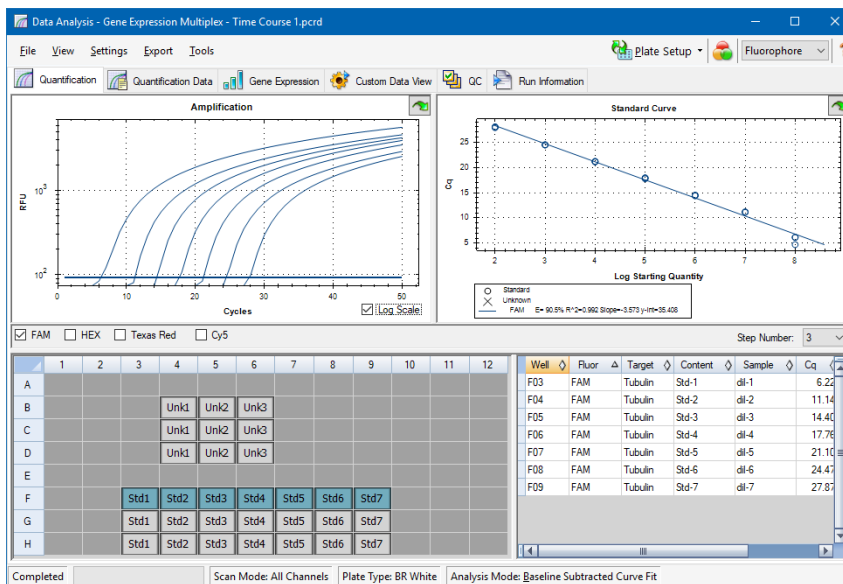 Data Analysis - Gene Expression Multiplex - Time Course 1.pcrd
File View Settings Export Tools Plate Setup Fluorophore
Quantification Quantification Data Gene Expression Custom Data View QC Run Information
Amplification
RFU
10^3
10^2
0 10 20 30 40 50
Cycles
Log Scale
Standard Curve
Cq
25
20
15
10
5
2 3 4 5 6 7 8
Log Starting Quantity
Standard
Unknown
FAM E= 90.5% R^2=0.992 Slope=-3.573 y-int=35.408
FAM HEX Texas Red Cy5 Step Number: 3
1 2 3 4 5 6 7 8 9 10 11 12
A
B Unk1 Unk2 Unk3
C Unk1 Unk2 Unk3
D Unk1 Unk2 Unk3
E
F Std1 Std2 Std3 Std4 Std5 Std6 Std7
G Std1 Std2 Std3 Std4 Std5 Std6 Std7
H Std1 Std2 Std3 Std4 Std5 Std6 Std7
Well Fluor Target Content Sample Cq
F03 FAM Tubulin Std-1 dil-1 6.22
F04 FAM Tubulin Std-2 dil-2 11.14
F05 FAM Tubulin Std-3 dil-3 14.40
F06 FAM Tubulin Std-4 dil-4 17.76
F07 FAM Tubulin Std-5 dil-5 21.10
F08 FAM Tubulin Std-6 dil-6 24.47
F09 FAM Tubulin Std-7 dil-7 27.87
Completed Scan Mode: All Channels Plate Type: BR White Analysis Mode: Baseline Subtracted Curve Fit